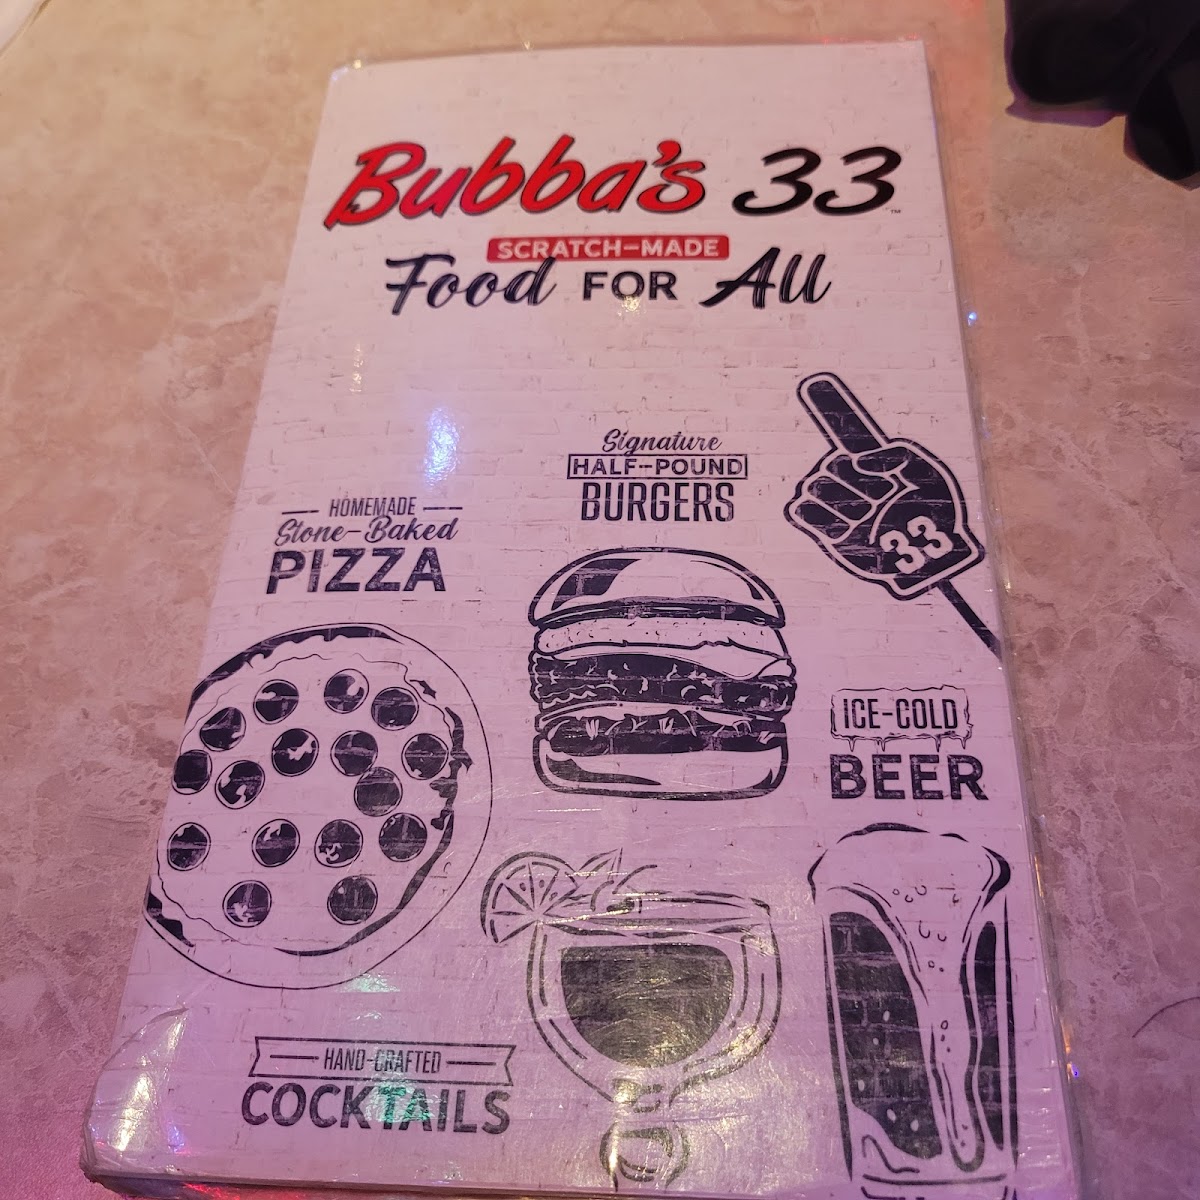 Bubba's 33™
SCRATCH-MADE
Food FOR All
Signature
HALF-POUND
BURGERS
33
HOMEMADE
Stone-Baked
PIZZA
ICE-COLD
BEER
HAND-CRAFTED
COCKTAILS